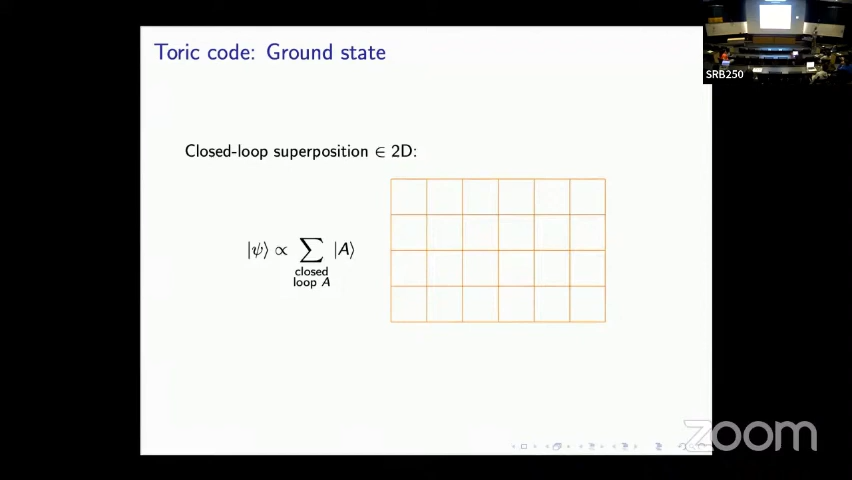 Toric code: Ground state
SRB250
Closed-loop superposition ∈ 2D:
|ψ⟩ ∝ ∑ |A⟩
closed
loop A
zoom